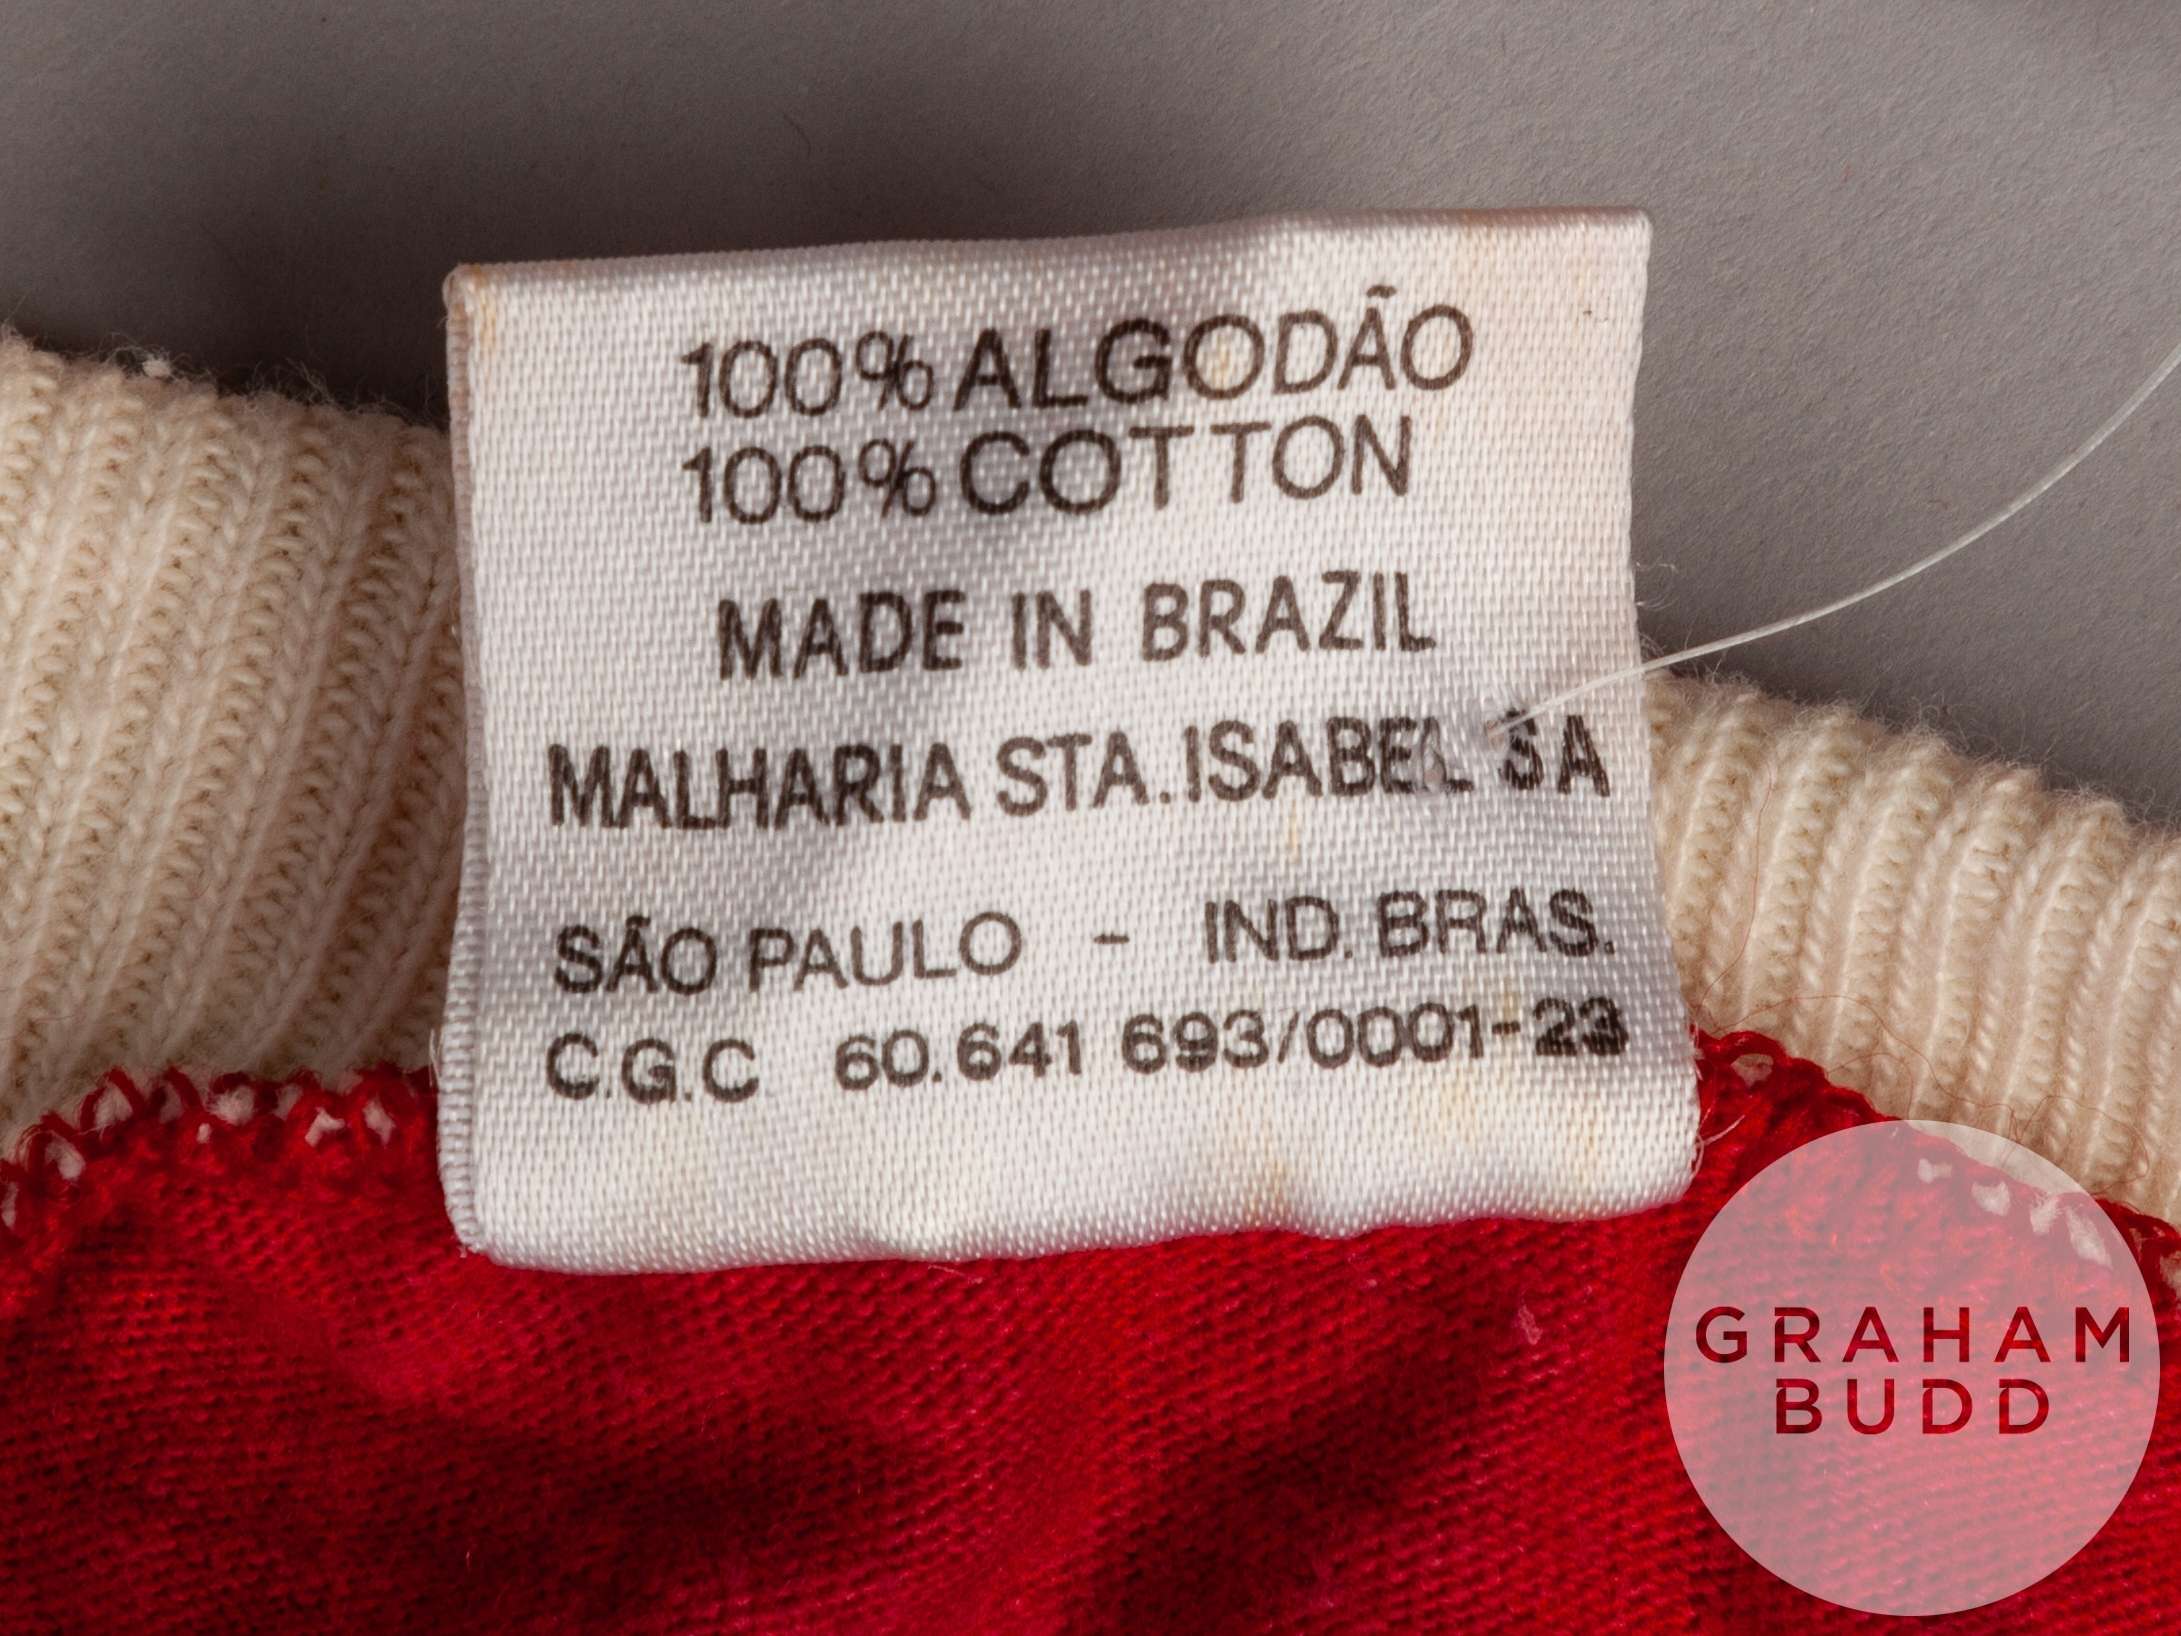 100% ALGODÃO
100% COTTON
MADE IN BRAZIL
MALHARIA STA. ISABEL SA
SÃO PAULO - IND. BRAS.
C.G.C 60.641 693/0001-23
GRAHAM
BUDD